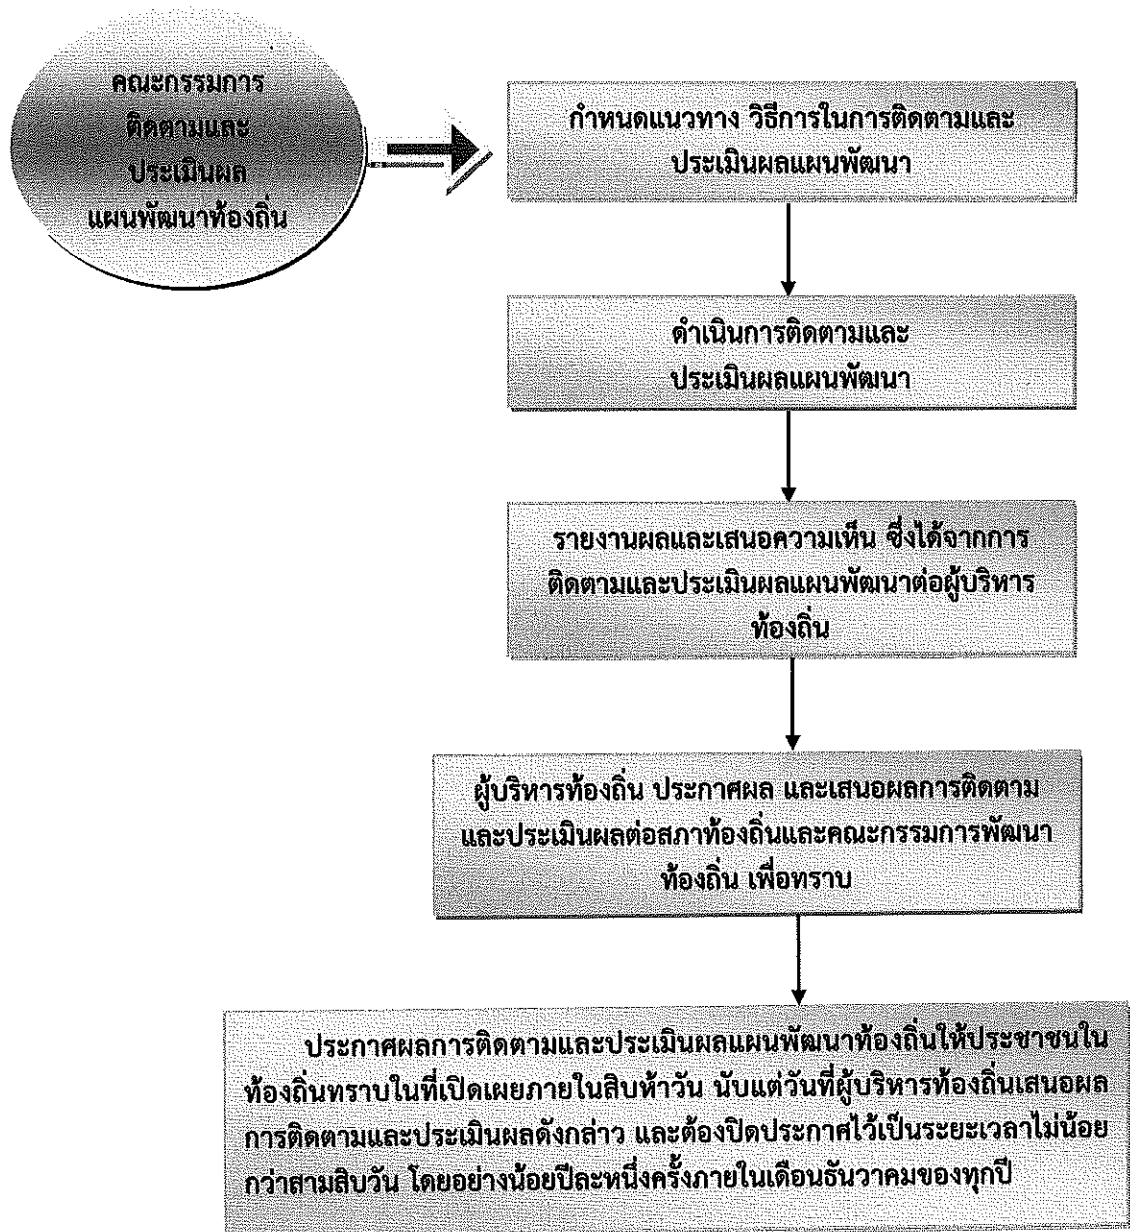 คณะกรรมการ
ติดตามและ
ประเมินผล
แผนพัฒนาท้องถิ่น
กำหนดแนวทาง วิธีการในการติดตามและ
ประเมินผลแผนพัฒนา
ดำเนินการติดตามและ
ประเมินผลแผนพัฒนา
รายงานผลและเสนอความเห็น ซึ่งได้จากการ
ติดตามและประเมินผลแผนพัฒนาต่อผู้บริหาร
ท้องถิ่น
ผู้บริหารท้องถิ่น ประกาศผล และเสนอผลการติดตาม
และประเมินผลต่อสภาท้องถิ่นและคณะกรรมการพัฒนา
ท้องถิ่น เพื่อทราบ
ประกาศผลการติดตามและประเมินผลแผนพัฒนาท้องถิ่นให้ประชาชนใน
ท้องถิ่นทราบในที่เปิดเผยภายในสิบห้าวัน นับแต่วันที่ผู้บริหารท้องถิ่นเสนอผล
การติดตามและประเมินผลดังกล่าว และต้องปิดประกาศไว้เป็นระยะเวลาไม่น้อย
กว่าสามสิบวัน โดยอย่างน้อยปีละหนึ่งครั้งภายในเดือนธันวาคมของทุกปี